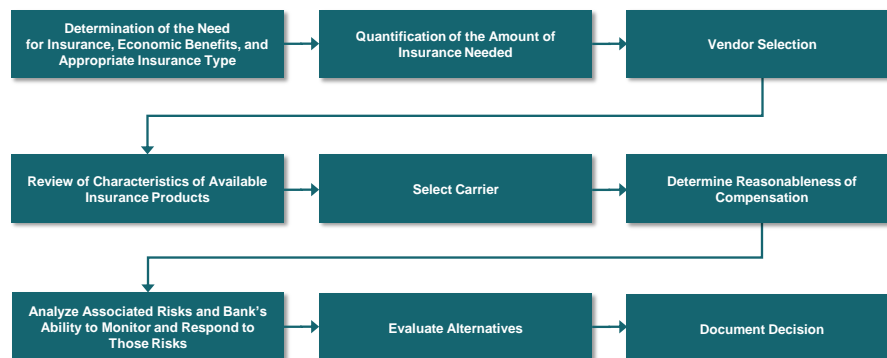 Determination of the Need
for Insurance, Economic Benefits, and
Appropriate Insurance Type
Quantification of the Amount of
Insurance Needed
Vendor Selection
Review of Characteristics of Available
Insurance Products
Select Carrier
Determine Reasonableness of
Compensation
Analyze Associated Risks and Bank's
Ability to Monitor and Respond to
Those Risks
Evaluate Alternatives
Document Decision